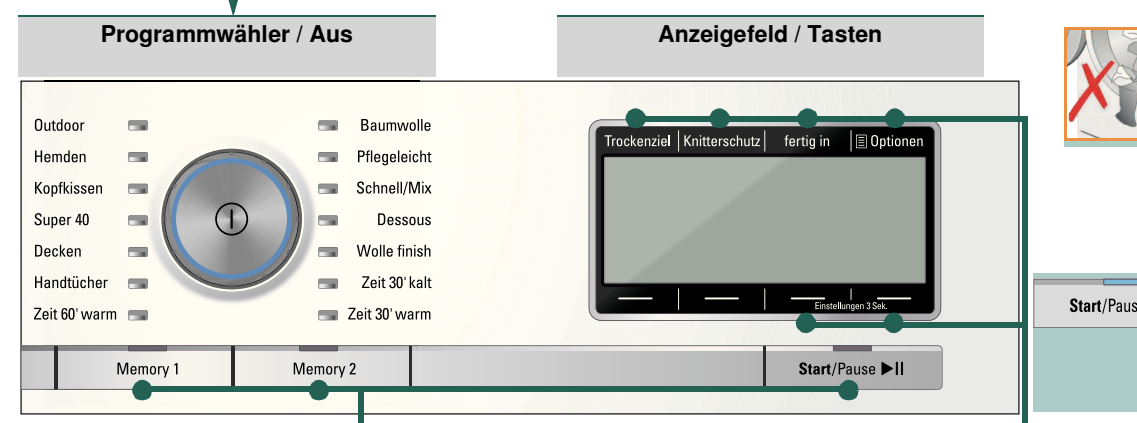 Programmwähler / Aus
Anzeigefeld / Tasten
Outdoor
Hemden
Kopfkissen
Super 40
Decken
Handtücher
Zeit 60' warm
Baumwolle
Pflegeleicht
Schnell/Mix
Dessous
Wolle finish
Zeit 30' kalt
Zeit 30' warm
Trockenziel Knitterschutz fertig in Optionen
Einstellungen 3 Sek.
Memory 1
Memory 2
Start/Pause
Start/Paus